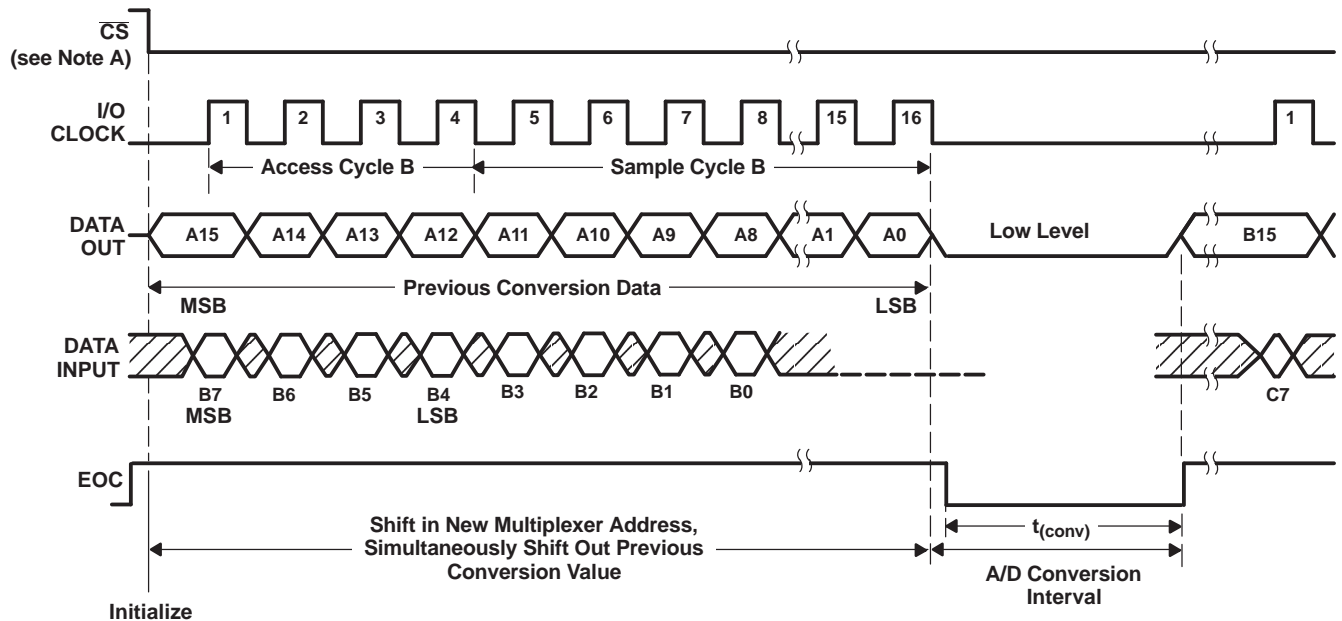 CS
(see Note A)
I/O
CLOCK
1 2 3 4 5 6 7 8 15 16 1
Access Cycle B Sample Cycle B
DATA
OUT
A15 A14 A13 A12 A11 A10 A9 A8 A1 A0 Low Level B15
Previous Conversion Data
MSB LSB
DATA
INPUT
B7 B6 B5 B4 B3 B2 B1 B0 C7
MSB LSB
EOC
Shift in New Multiplexer Address,
Simultaneously Shift Out Previous
Conversion Value
t(conv)
A/D Conversion
Interval
Initialize